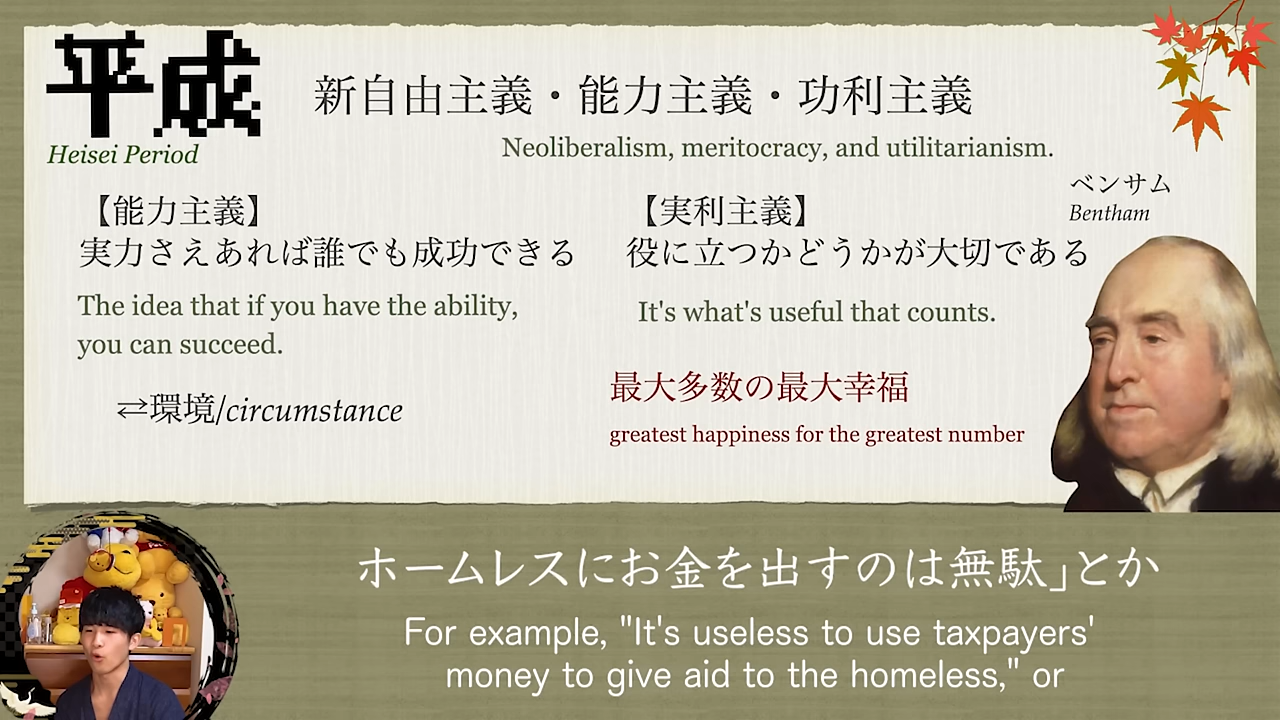 平成
Heisei Period
新自由主義・能力主義・功利主義
Neoliberalism, meritocracy, and utilitarianism.
【能力主義】
実力さえあれば誰でも成功できる
The idea that if you have the ability,
you can succeed.
⇄環境/circumstance
【実利主義】
役に立つかどうかが大切である
It's what's useful that counts.
最大多数の最大幸福
greatest happiness for the greatest number
ベンサム
Bentham
ホームレスにお金を出すのは無駄」とか
For example, "It's useless to use taxpayers'
money to give aid to the homeless," or